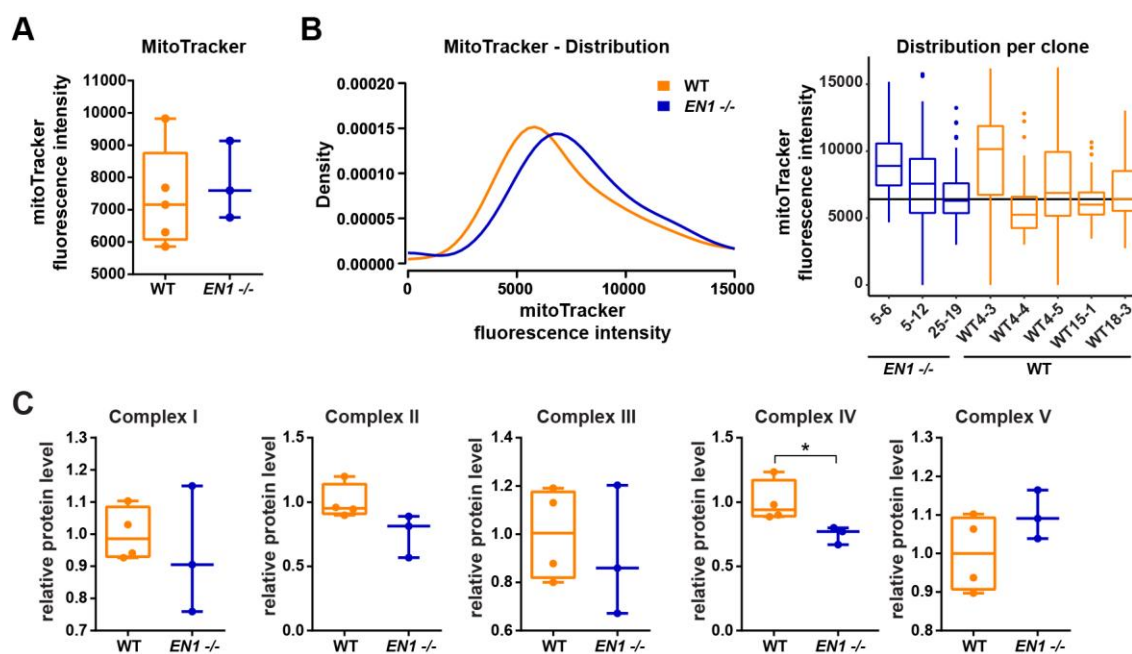 A
MitoTracker
mitoTracker
fluorescence intensity
11000
10000
9000
8000
7000
6000
5000
WT
EN1 -/-
B
MitoTracker - Distribution
Density
0.00020
0.00015
0.00010
0.00005
0.00000
WT
EN1 -/-
0
5000
10000
15000
mitoTracker
fluorescence intensity
Distribution per clone
mitoTracker
fluorescence intensity
15000
10000
5000
0
5-6
5-12
25-19
WT4-3
WT4-4
WT4-5
WT15-1
WT18-3
EN1 -/-
WT
C
Complex I
relative protein level
1.3
1.2
1.1
1.0
0.9
0.8
0.7
WT
EN1 -/-
Complex II
relative protein level
1.5
1.0
0.5
0.0
WT
EN1 -/-
Complex III
relative protein level
1.4
1.2
1.0
0.8
0.6
WT
EN1 -/-
Complex IV
relative protein level
1.5
1.0
0.5
0.0
*
WT
EN1 -/-
Complex V
relative protein level
1.3
1.2
1.1
1.0
0.9
0.8
WT
EN1 -/-